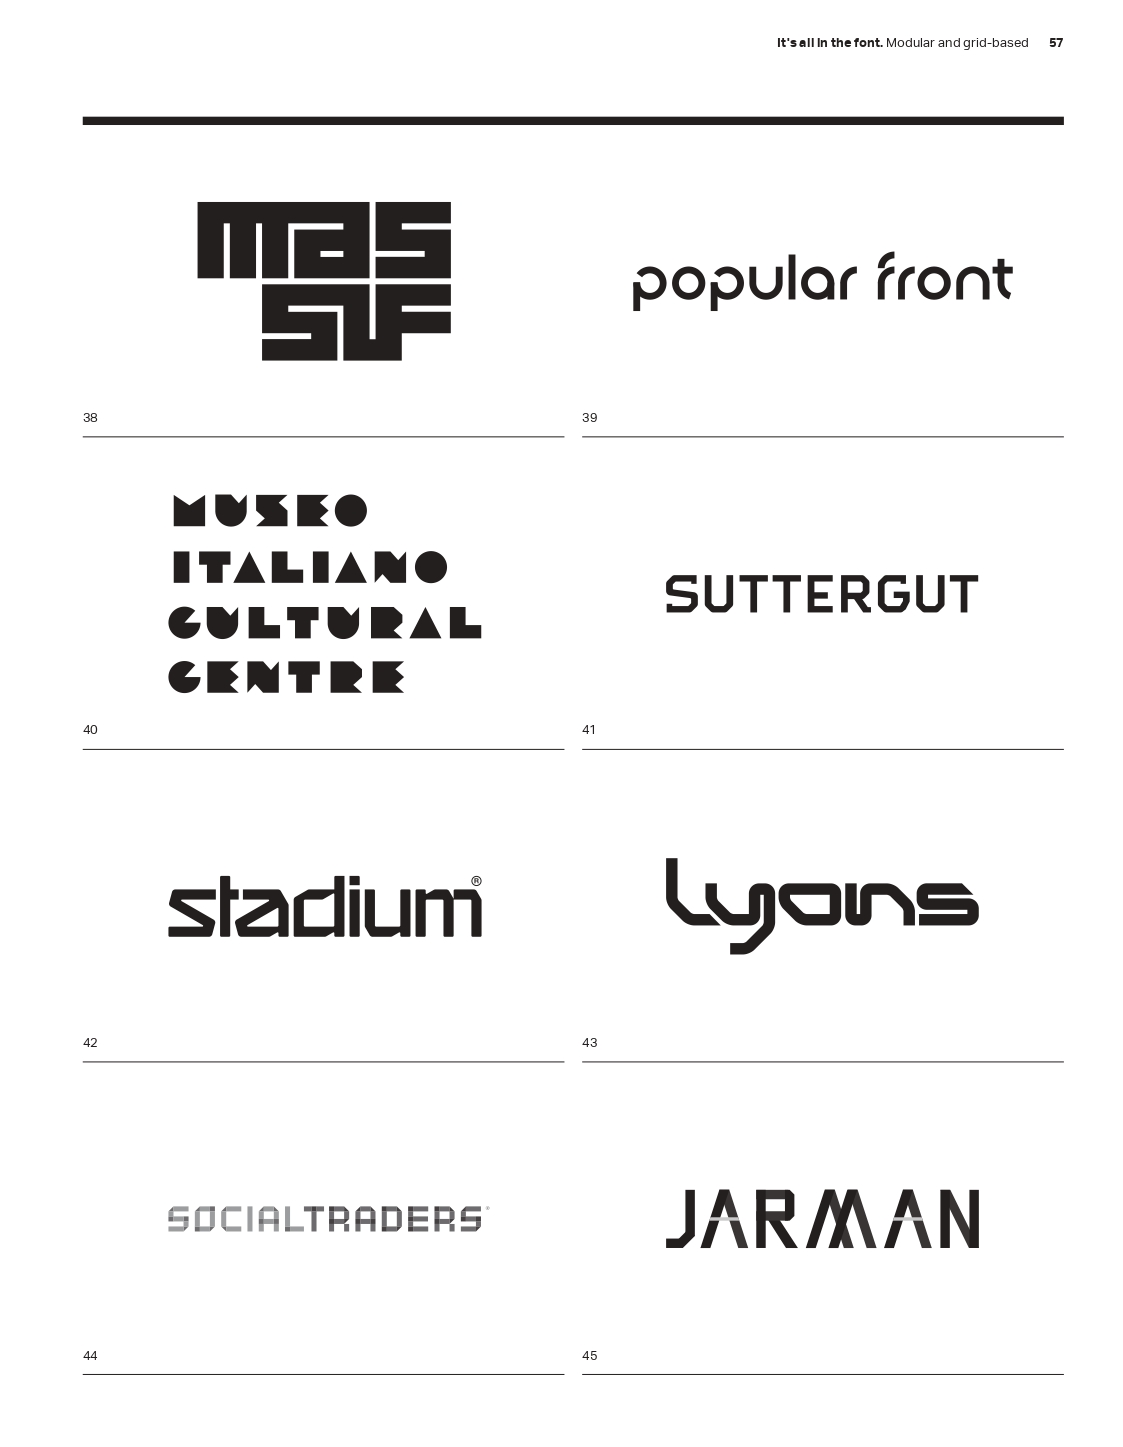 It's all in the font. Modular and grid-based 57
mas
sif
popular front
38
39
MUSEO
ITALIANO
CULTURAL
CENTRE
SUTTERGUT
40
41
stadium®
lyons
42
43
SOCIALTRADERS
JARMAN
44
45